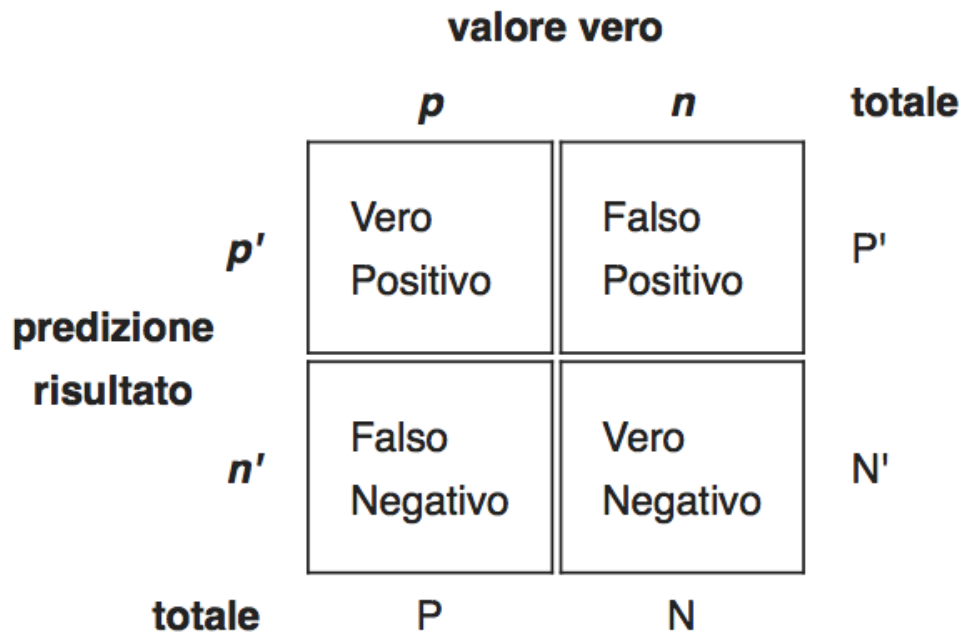 valore vero
p n totale
p' Vero Positivo Falso Positivo P'
predizione risultato
n' Falso Negativo Vero Negativo N'
totale P N